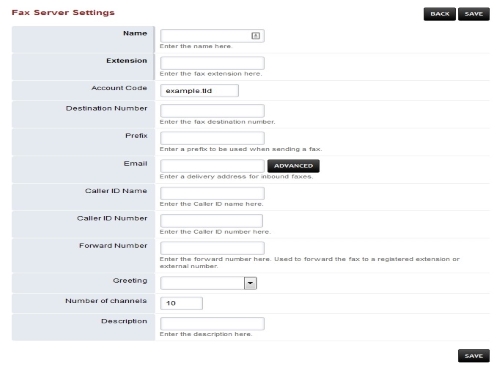 Fax Server Settings
BACK SAVE
Name
Enter the name here.
Extension
Enter the fax extension here.
Account Code example.tld
Destination Number
Enter the fax destination number.
Prefix
Enter a prefix to be used when sending a fax.
Email ADVANCED
Enter a delivery address for inbound faxes.
Caller ID Name
Enter the Caller ID name here.
Caller ID Number
Enter the Caller ID number here.
Forward Number
Enter the forward number here. Used to forward the fax to a registered extension or
external number.
Greeting
Number of channels 10
Description
Enter the description here.
SAVE